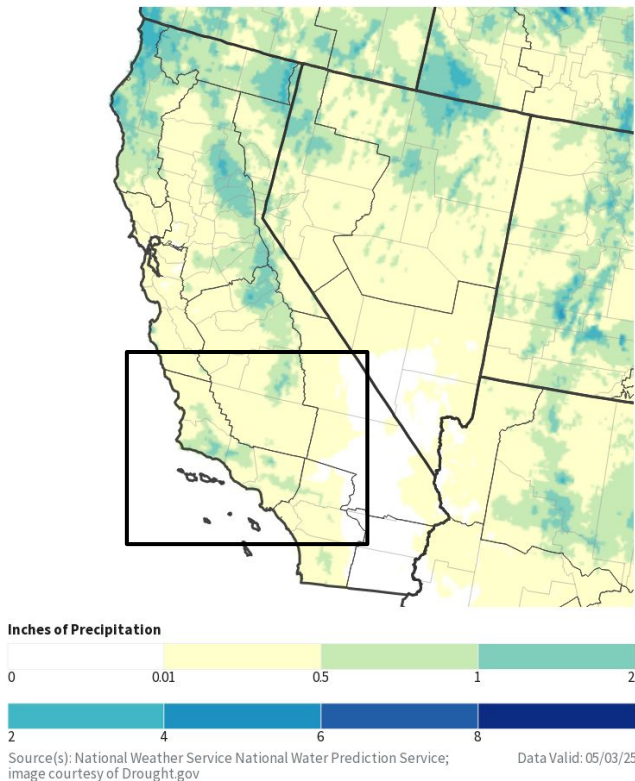 Inches of Precipitation
0 0.01 0.5 1 2
2 4 6 8
Source(s): National Weather Service National Water Prediction Service; Data Valid: 05/03/25
image courtesy of Drought.gov